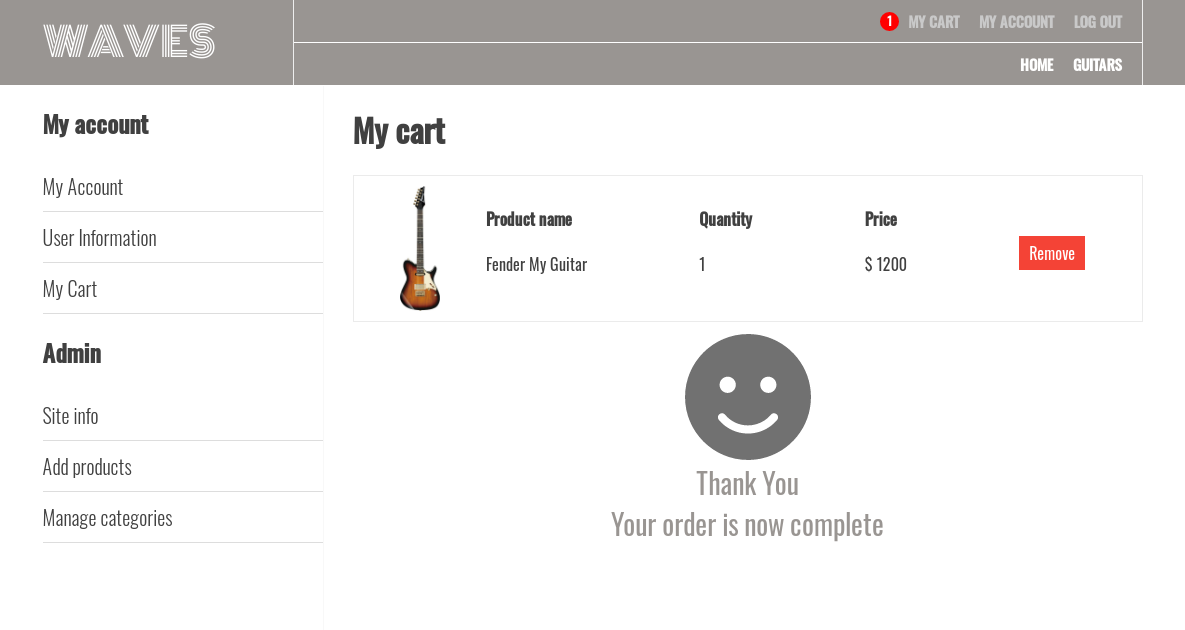 WAVES
1 MY CART MY ACCOUNT LOG OUT
HOME GUITARS
My account
My Account
User Information
My Cart
Admin
Site info
Add products
Manage categories
My cart
Product name Quantity Price
Fender My Guitar 1 $ 1200
Remove
Thank You
Your order is now complete